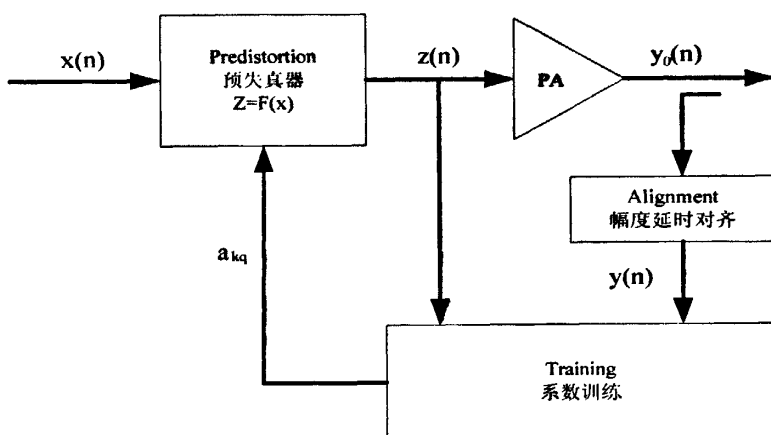 x(n)
Predistortion
预失真器
Z=F(x)
z(n)
PA
y₀(n)
Alignment
幅度延时对齐
a_kq
y(n)
Training
系数训练